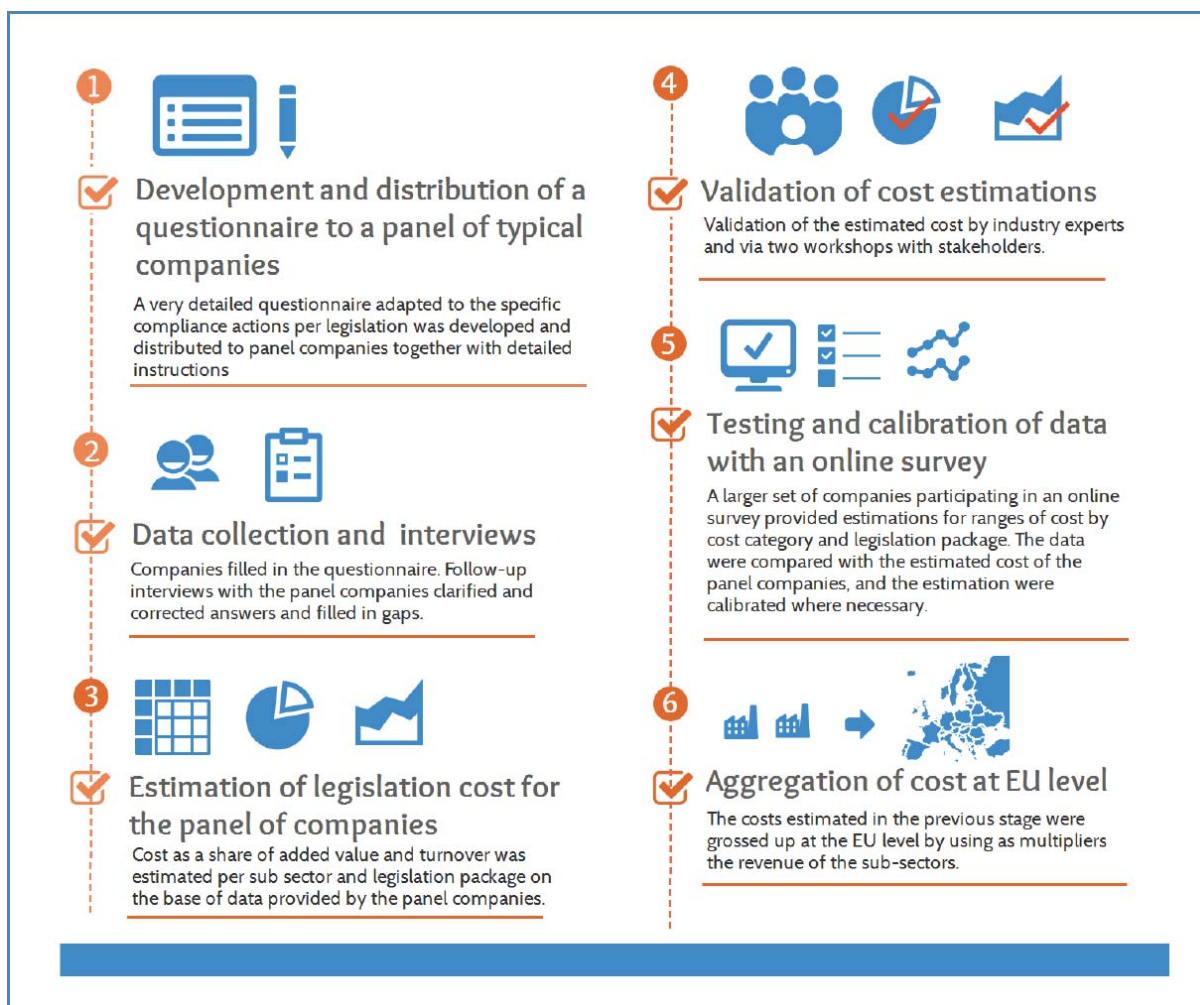 1
Development and distribution of a
questionnaire to a panel of typical
companies
A very detailed questionnaire adapted to the specific
compliance actions per legislation was developed and
distributed to panel companies together with detailed
instructions
2
Data collection and interviews
Companies filled in the questionnaire. Follow-up
interviews with the panel companies clarified and
corrected answers and filled in gaps.
3
Estimation of legislation cost for
the panel of companies
Cost as a share of added value and turnover was
estimated per sub sector and legislation package on
the base of data provided by the panel companies.
4
Validation of cost estimations
Validation of the estimated cost by industry experts
and via two workshops with stakeholders.
5
Testing and calibration of data
with an online survey
A larger set of companies participating in an online
survey provided estimations for ranges of cost by
cost category and legislation package. The data
were compared with the estimated cost of the
panel companies, and the estimation were
calibrated where necessary.
6
Aggregation of cost at EU level
The costs estimated in the previous stage were
grossed up at the EU level by using as multipliers
the revenue of the sub-sectors.